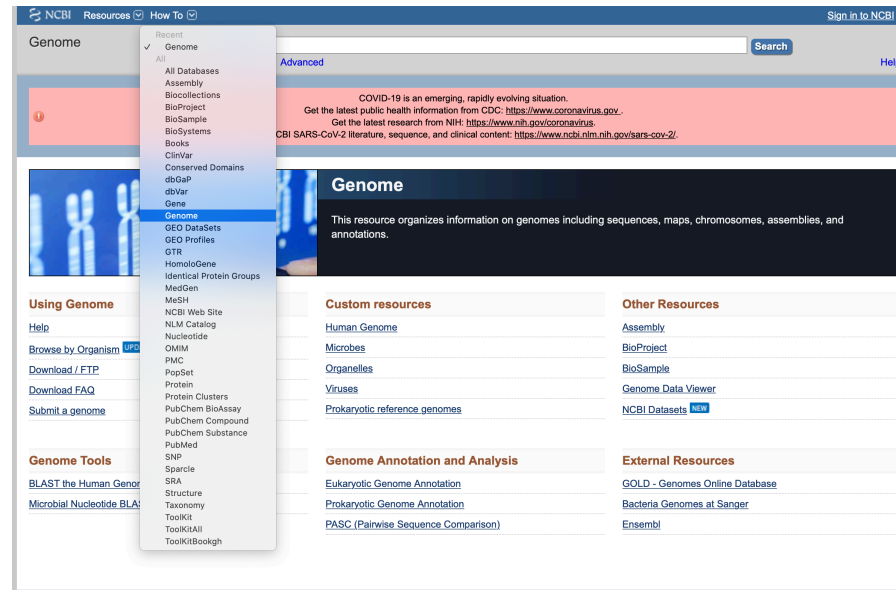 NCBI Resources How To Sign in to NCBI
Genome
Search
Advanced
Recent
✓ Genome
All
All Databases
Assembly
Biocollections
BioProject
BioSample
BioSystems
Books
ClinVar
Conserved Domains
dbGaP
dbVar
Gene
Genome
GEO DataSets
GEO Profiles
GTR
HomoloGene
Identical Protein Groups
MedGen
MeSH
NCBI Web Site
NLM Catalog
Nucleotide
OMIM
PMC
PopSet
Protein
Protein Clusters
PubChem BioAssay
PubChem Compound
PubChem Substance
PubMed
SNP
Sparcle
SRA
Structure
Taxonomy
ToolKit
ToolKitAll
ToolKitBookgh
COVID-19 is an emerging, rapidly evolving situation.
Get the latest public health information from CDC: https://www.coronavirus.gov .
Get the latest research from NIH: https://www.nih.gov/coronavirus.
CBI SARS-CoV-2 literature, sequence, and clinical content: https://www.ncbi.nlm.nih.gov/sars-cov-2/.
Genome
This resource organizes information on genomes including sequences, maps, chromosomes, assemblies, and
annotations.
Using Genome
Help
Browse by Organism
Download / FTP
Download FAQ
Submit a genome
Custom resources
Human Genome
Microbes
Organelles
Viruses
Prokaryotic reference genomes
Other Resources
Assembly
BioProject
BioSample
Genome Data Viewer
NCBI Datasets NEW
Genome Tools
BLAST the Human
Microbial Nucleotide
Genome Annotation and Analysis
Eukaryotic Genome Annotation
Prokaryotic Genome Annotation
PASC (Pairwise Sequence Comparison)
External Resources
GOLD - Genomes Online Database
Bacteria Genomes at Sanger
Ensembl